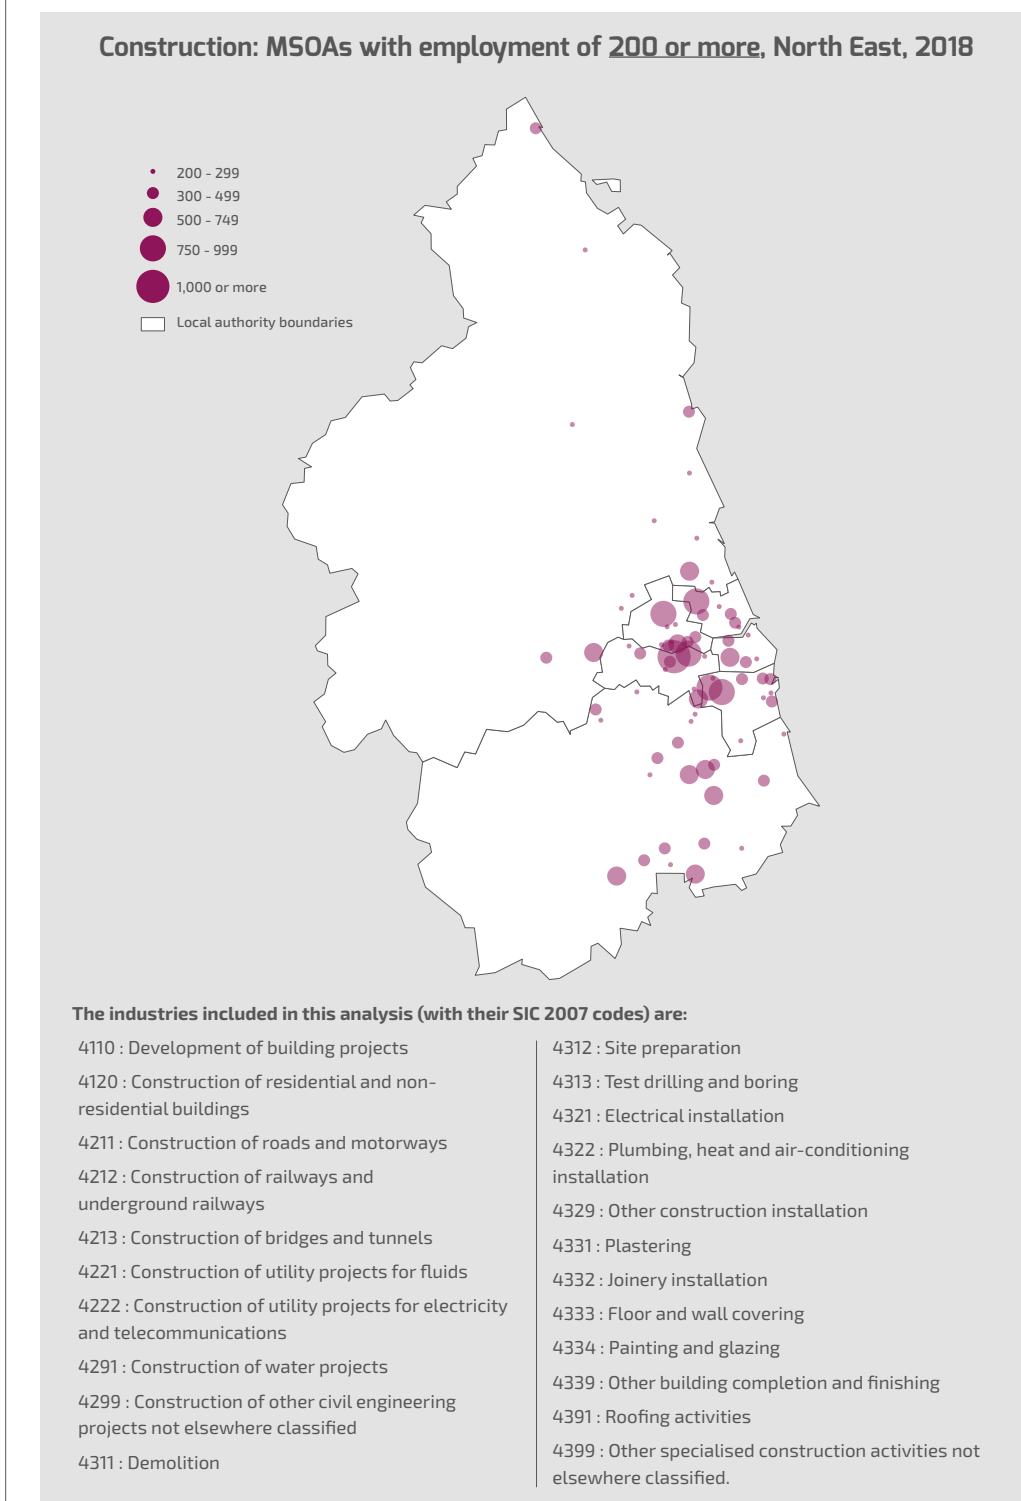 Construction: MSOAs with employment of 200 or more, North East, 2018
200 - 299
300 - 499
500 - 749
750 - 999
1,000 or more
Local authority boundaries
The industries included in this analysis (with their SIC 2007 codes) are:
4110 : Development of building projects
4120 : Construction of residential and non-
residential buildings
4211 : Construction of roads and motorways
4212 : Construction of railways and
underground railways
4213 : Construction of bridges and tunnels
4221 : Construction of utility projects for fluids
4222 : Construction of utility projects for electricity
and telecommunications
4291 : Construction of water projects
4299 : Construction of other civil engineering
projects not elsewhere classified
4311 : Demolition
4312 : Site preparation
4313 : Test drilling and boring
4321 : Electrical installation
4322 : Plumbing, heat and air-conditioning
installation
4329 : Other construction installation
4331 : Plastering
4332 : Joinery installation
4333 : Floor and wall covering
4334 : Painting and glazing
4339 : Other building completion and finishing
4391 : Roofing activities
4399 : Other specialised construction activities not
elsewhere classified.